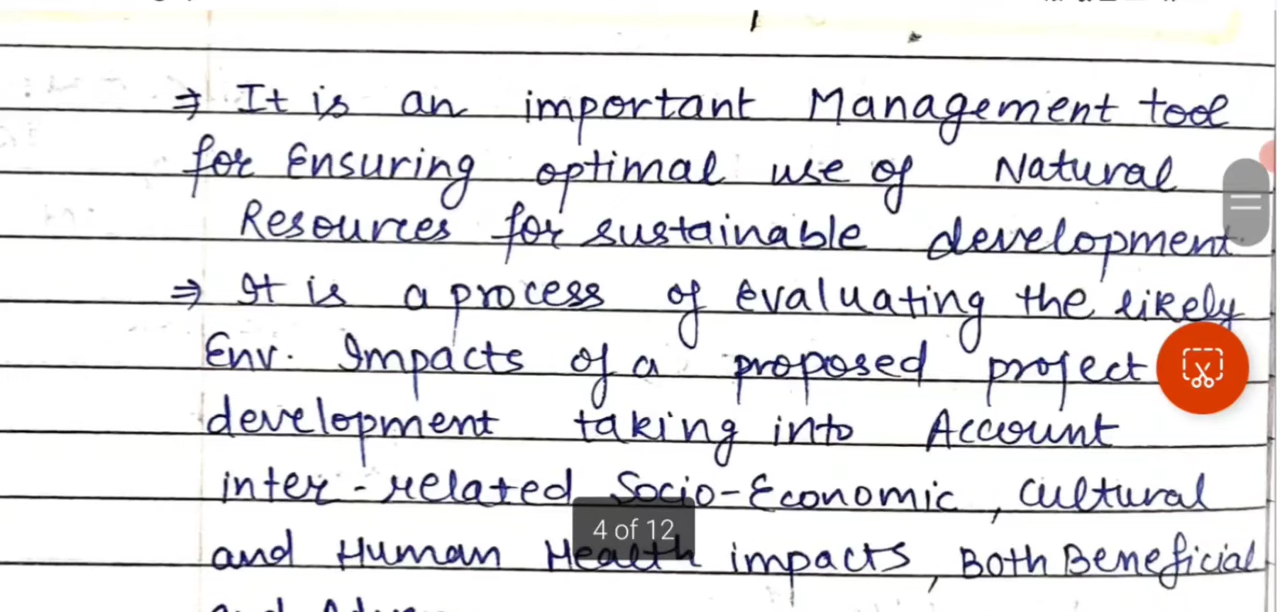 ⇒ It is an important Management tool
for Ensuring optimal use of Natural
Resources for sustainable development
⇒ It is a process of evaluating the likely
Env. Impacts of a proposed project
development taking into Account
inter-related Socio-Economic, cultural
4 of 12
and Human Health impacts, Both Beneficial